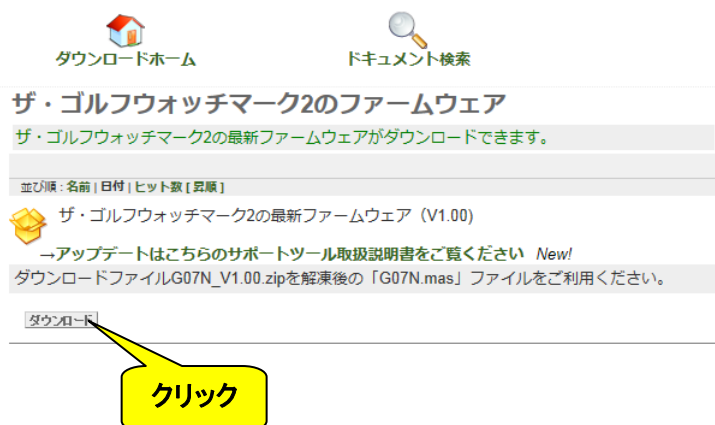 ダウンロードホーム ドキュメント検索
ザ・ゴルフウォッチマーク2のファームウェア
ザ・ゴルフウォッチマーク2の最新ファームウェアがダウンロードできます。
並び順 : 名前 | 日付 | ヒット数 [ 昇順 ]
ザ・ゴルフウォッチマーク2の最新ファームウェア（V1.00)
→アップデートはこちらのサポートツール取扱説明書をご覧ください New!
ダウンロードファイルG07N_V1.00.zipを解凍後の「G07N.mas」ファイルをご利用ください。
ダウンロード
クリック